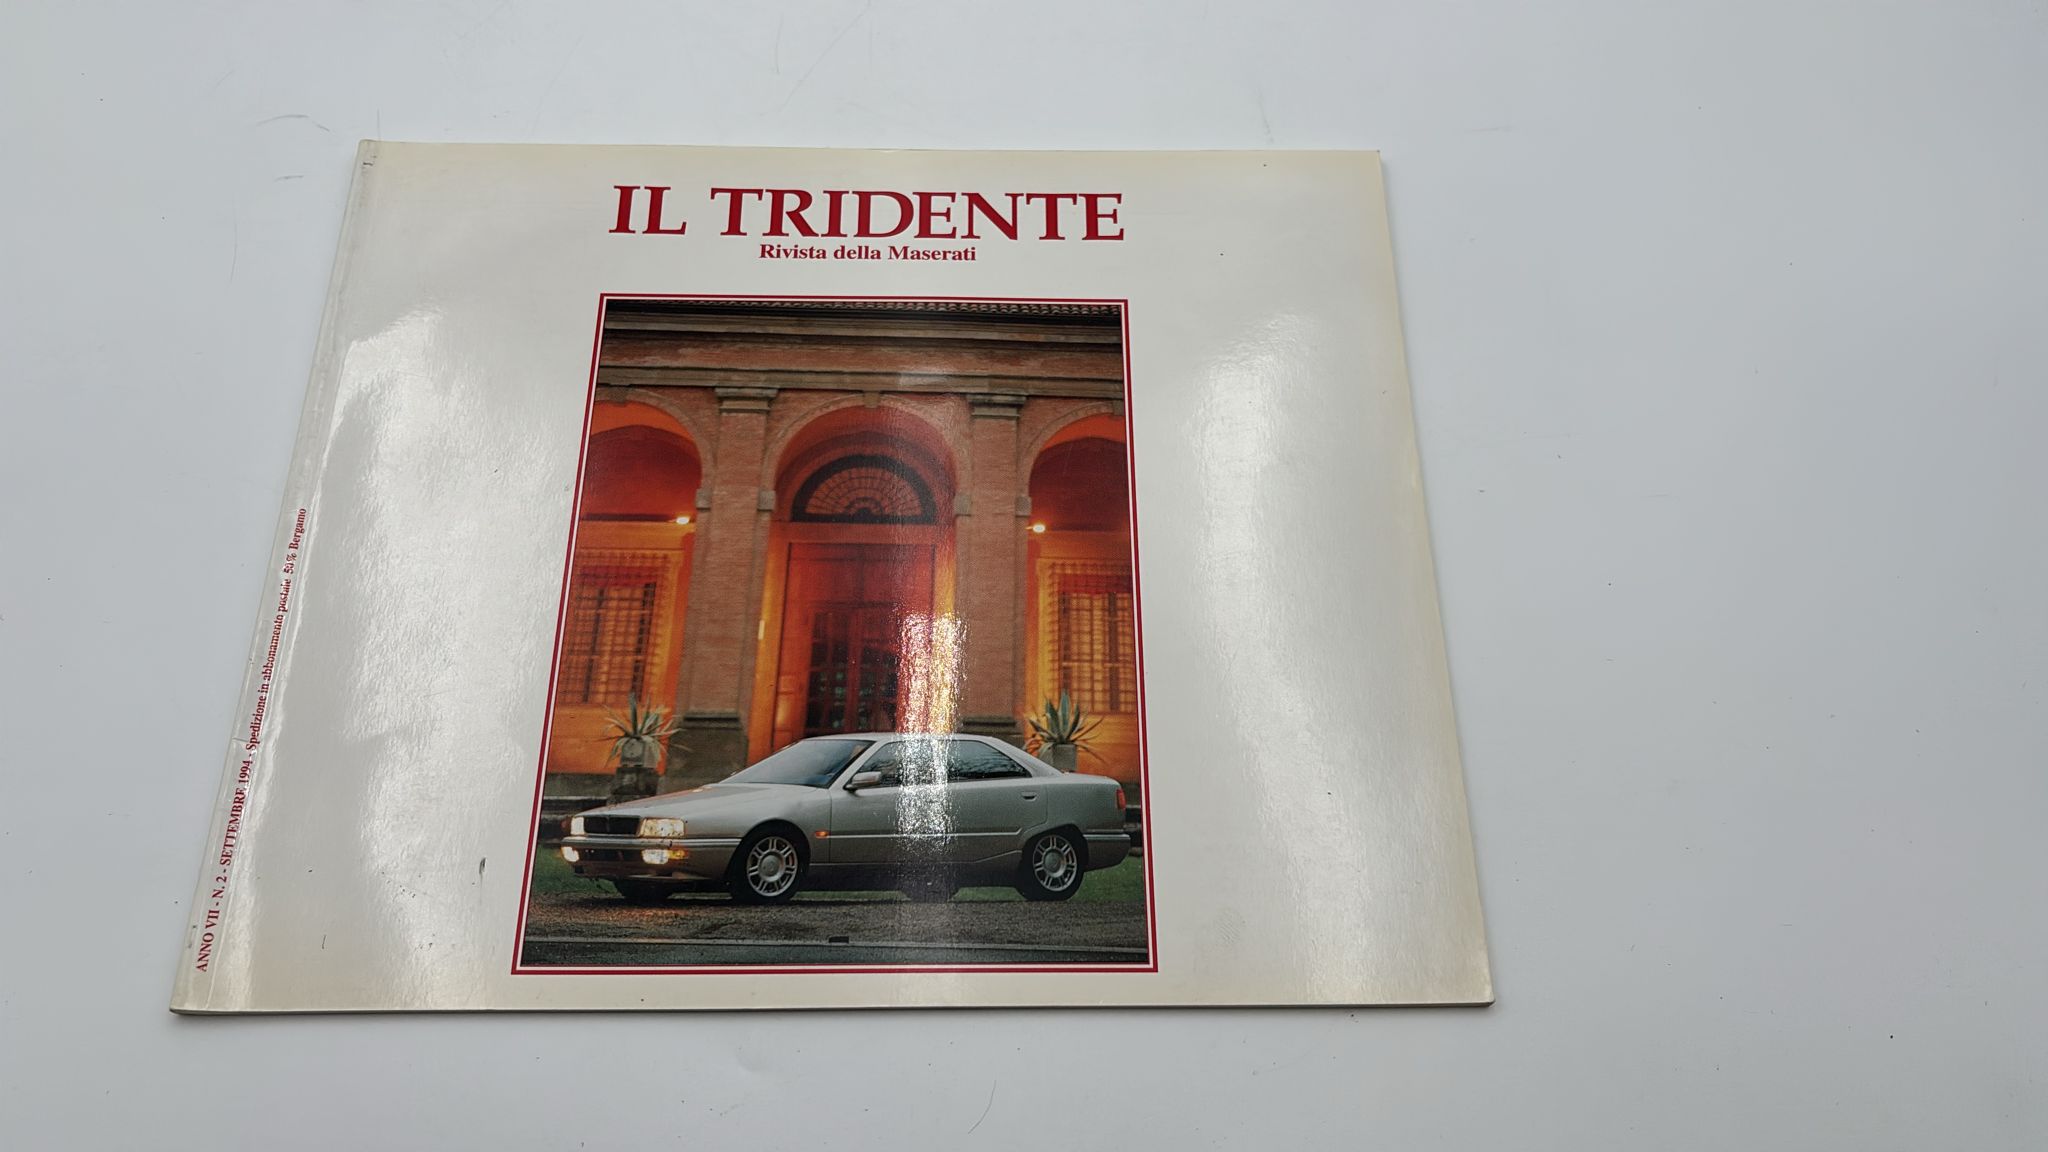 IL TRIDENTE
Rivista della Maserati
ANNO VII - N. 2 - SETTEMBRE 1994 - Spedizione in abbonamento postale 50% Bergamo